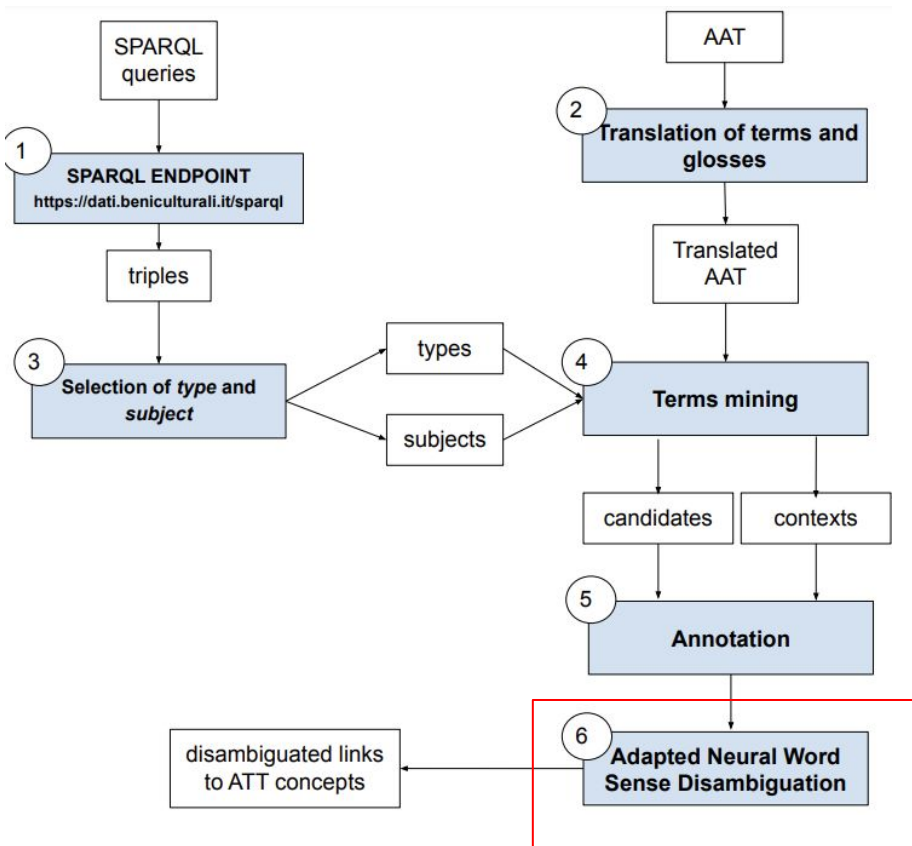 SPARQL
queries
AAT
1
SPARQL ENDPOINT
https://dati.beniculturali.it/sparql
2
Translation of terms and
glosses
triples
Translated
AAT
3
Selection of type and
subject
types
subjects
4
Terms mining
candidates
contexts
5
Annotation
6
Adapted Neural Word
Sense Disambiguation
disambiguated links
to ATT concepts